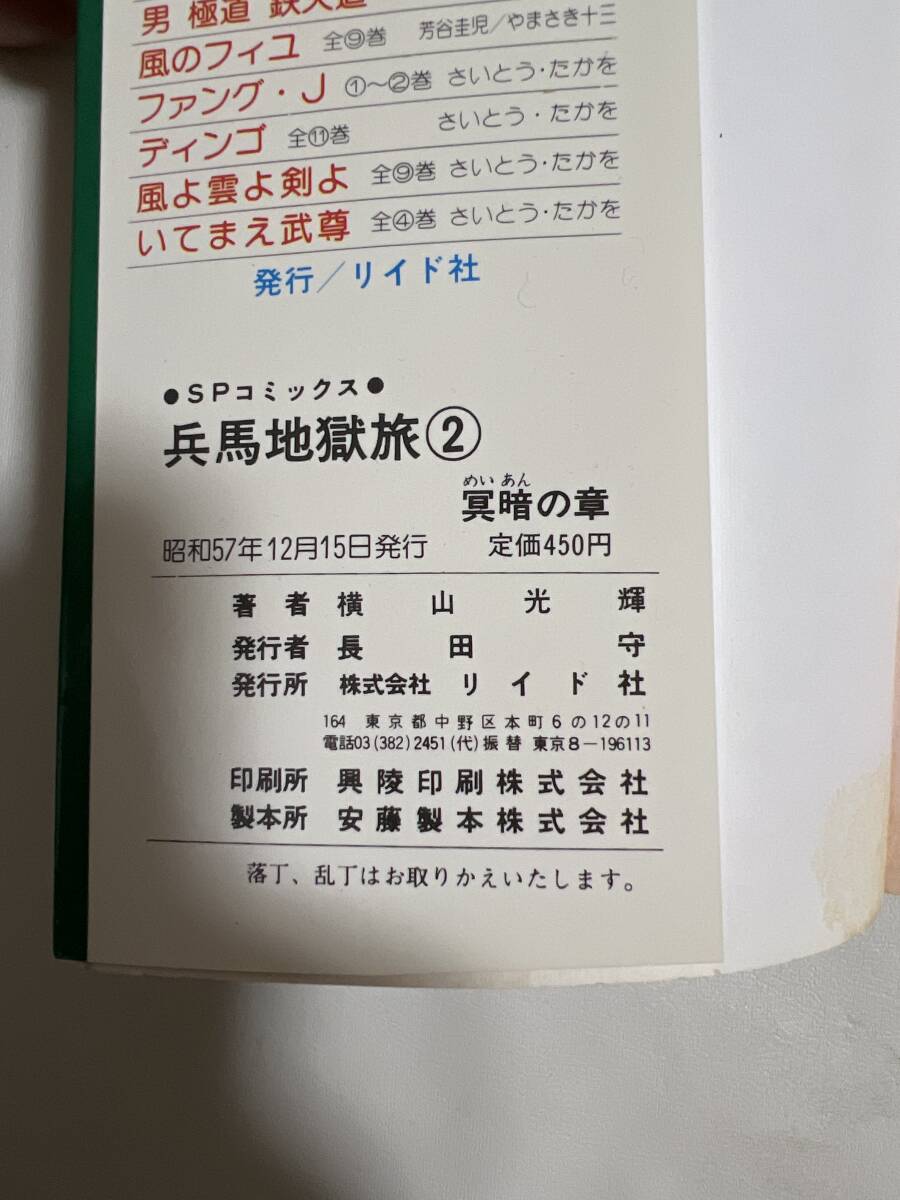 男 極道
風のフィユ 全⑨巻 芳谷圭児/やまさき十三
ファング・J ①〜②巻 さいとう・たかを
ディンゴ 全⑪巻 さいとう・たかを
風よ雲よ剣よ 全⑨巻 さいとう・たかを
いてまえ武尊 全④巻 さいとう・たかを
発行/リイド社
●SPコミックス●
兵馬地獄旅②
めい あん
冥暗の章
昭和57年12月15日発行 定価450円
著者 横山光輝
発行者 長田守
発行所 株式会社 リイド社
164 東京都中野区本町6の12の11
電話03(382)2451(代)振替 東京8-196113
印刷所 興陵印刷株式会社
製本所 安藤製本株式会社
落丁、乱丁はお取りかえいたします。